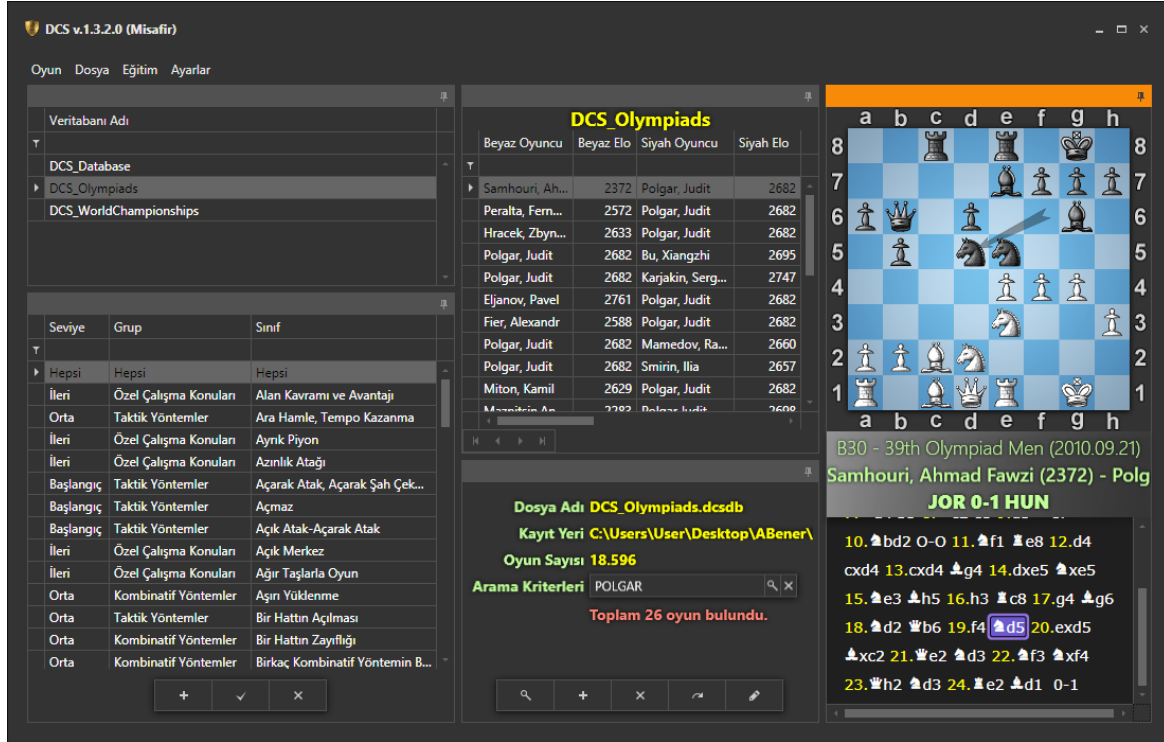 DCS v.1.3.2.0 (Misafir)
Oyun Dosya Eğitim Ayarlar
Veritabanı Adı
DCS_Database
DCS_Olympiads
DCS_WorldChampionships
Seviye Grup Sınıf
Hepsi Hepsi Hepsi
İleri Özel Çalışma Konuları Alan Kavramı ve Avantajı
Orta Taktik Yöntemler Ara Hamle, Tempo Kazanma
İleri Özel Çalışma Konuları Ayrık Piyon
İleri Özel Çalışma Konuları Azınlık Atağı
Başlangıç Taktik Yöntemler Açarak Atak, Açarak Şah Çek...
Başlangıç Taktik Yöntemler Açmaz
Başlangıç Taktik Yöntemler Açık Atak-Açarak Atak
İleri Özel Çalışma Konuları Açık Merkez
İleri Özel Çalışma Konuları Ağır Taşlarla Oyun
Orta Kombinatif Yöntemler Aşırı Yüklenme
Orta Taktik Yöntemler Bir Hattın Açılması
Orta Kombinatif Yöntemler Bir Hattın Zayıflığı
Orta Kombinatif Yöntemler Birkaç Kombinatif Yöntemin B...
DCS_Olympiads
Beyaz Oyuncu Beyaz Elo Siyah Oyuncu Siyah Elo
Samhouri, Ah... 2372 Polgar, Judit 2682
Peralta, Fern... 2572 Polgar, Judit 2682
Hracek, Zbyn... 2633 Polgar, Judit 2682
Polgar, Judit 2682 Bu, Xiangzhi 2695
Polgar, Judit 2682 Karjakin, Serg... 2747
Eljanov, Pavel 2761 Polgar, Judit 2682
Fier, Alexandr 2588 Polgar, Judit 2682
Polgar, Judit 2682 Mamedov, Ra... 2660
Polgar, Judit 2682 Smirin, Ilia 2657
Miton, Kamil 2629 Polgar, Judit 2682
Polgar, Judit
Dosya Adı DCS_Olympiads.dcsdb
Kayıt Yeri C:\Users\User\Desktop\ABener\
Oyun Sayısı 18.596
Arama Kriterleri POLGAR
Toplam 26 oyun bulundu.
a b c d e f g h
8 8
7 7
6 6
5 5
4 4
3 3
2 2
1 1
a b c d e f g h
B30 - 39th Olympiad Men (2010.09.21)
Samhouri, Ahmad Fawzi (2372) - Polg
JOR 0-1 HUN
10.♞bd2 O-O 11.♞f1 ♜e8 12.d4
cxd4 13.cxd4 ♝g4 14.dxe5 ♞xe5
15.♞e3 ♝h5 16.h3 ♜c8 17.g4 ♝g6
18.♞d2 ♛b6 19.f4 ♞d5 20.exd5
♝xc2 21.♛e2 ♞d3 22.♞f3 ♞xf4
23.♛h2 ♞d3 24.♜e2 ♝d1 0-1